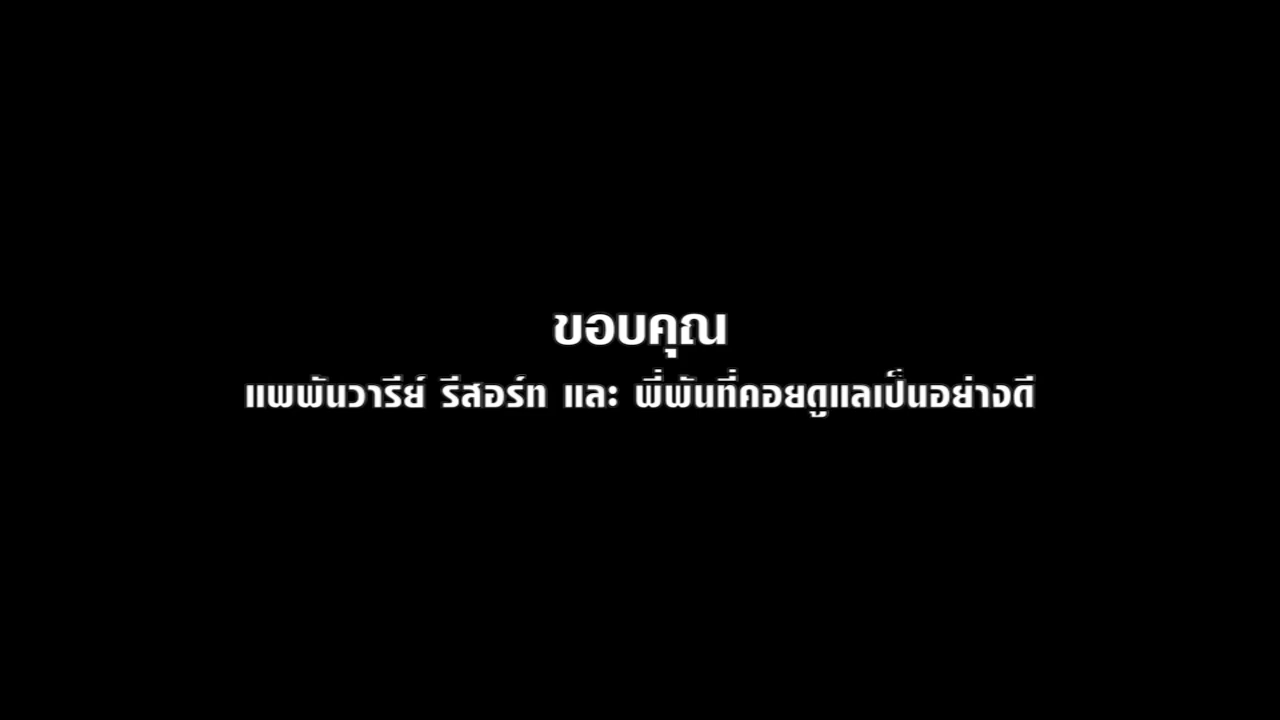 ขอบคุณ
แพพันวารีย์ รีสอร์ท และ พี่พันที่คอยดูแลเป็นอย่างดี